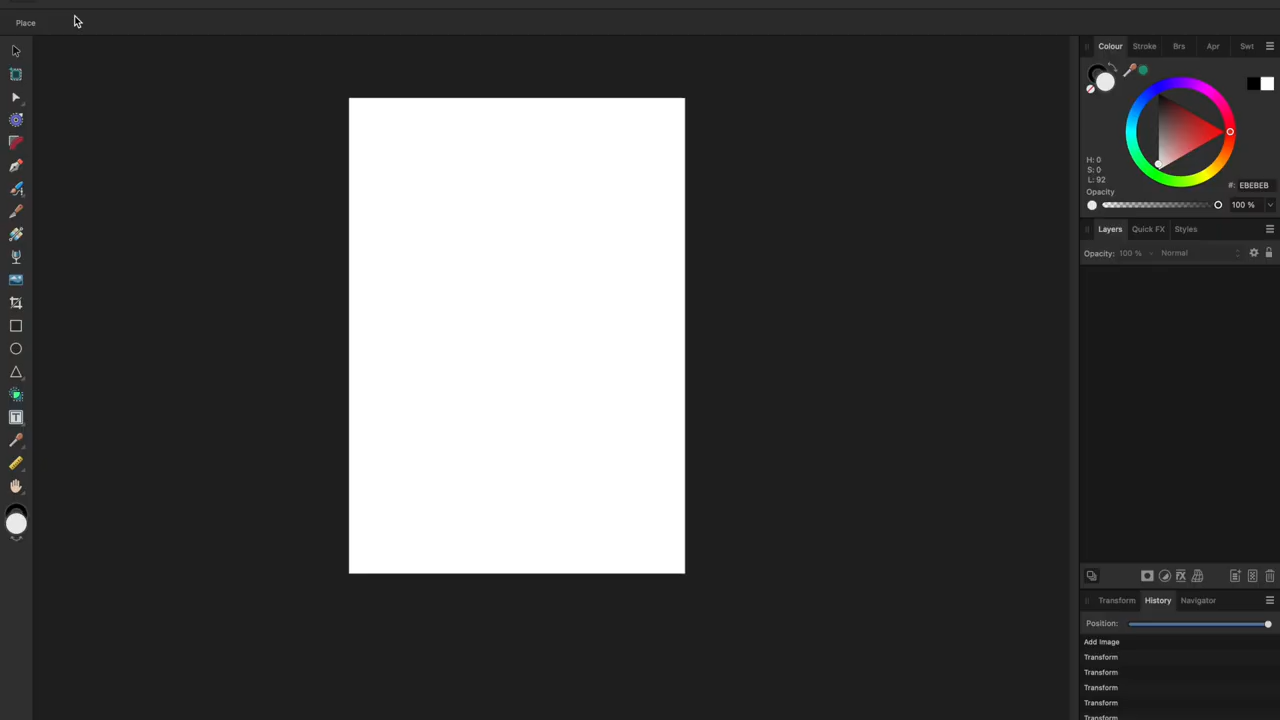 Place
Colour Stroke Brs Apr Swt
H: 0
S: 0
L: 92
#: EBEBEB
Opacity
100 %
Layers Quick FX Styles
Opacity: 100 % Normal
Transform History Navigator
Position:
Add Image
Transform
Transform
Transform
Transform
Transform